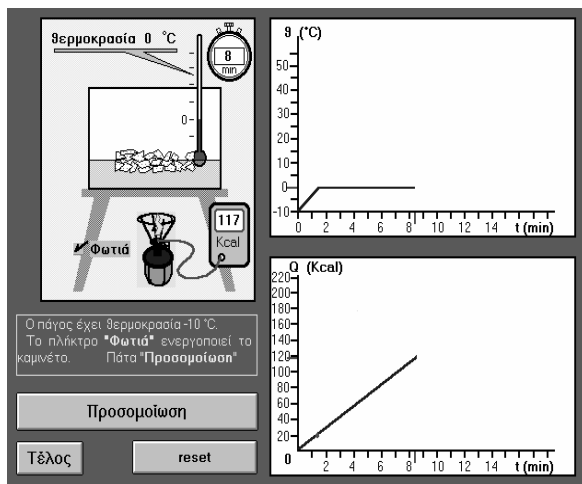 θερμοκρασία 0 °C
8
min
0-
117
Kcal
Φωτιά
Ο πάγος έχει θερμοκρασία -10 °C.
Το πλήκτρο "Φωτιά" ενεργοποιεί το
καμινέτο. Πάτα "Προσομοίωση"
Προσομοίωση
Τέλος
reset
θ (°C)
50
40
30
20
10
0
-10
0 2 4 6 8 10 12 14 t (min)
Q (Kcal)
220
200
180
160
140
120
100
80
60
40
20
0 2 4 6 8 10 12 14 t (min)